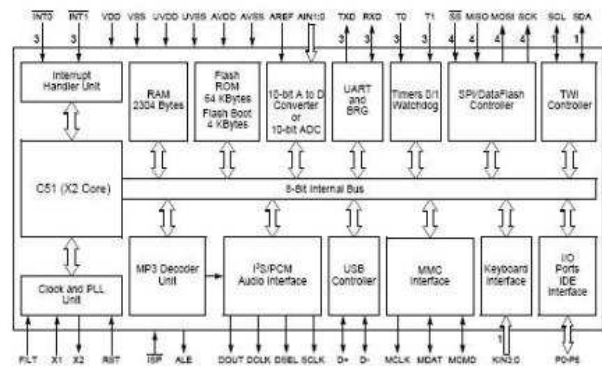 INT0 INT1 VDD VSS UVDD UVSS AVDD AVSS AREF AIN1:0 TXD RXD T0 T1 SS MISO MOSI SCK SCL SDA
3 3 3 3 3 3 4 4 4 4 1 1
Interrupt
Handler Unit
RAM
2304 Bytes
Flash
ROM
64 KBytes
Flash Boot
4 KBytes
10-bit A to D
Converter
or
10-bit ADC
UART
and
BRG
Timers 0/1
Watchdog
SPI/DataFlash
Controller
TWI
Controller
C51 (X2 Core)
8-Bit Internal Bus
Clock and PLL
Unit
MP3 Decoder
Unit
I²S/PCM
Audio Interface
USB
Controller
MMC
Interface
Keyboard
Interface
I/O
Ports
IDE
Interface
1
FILT X1 X2 RST ISP ALE DOUT DCLK DSEL SCLK D+ D- MCLK MDAT MCMD KIN3:0 P0-P5